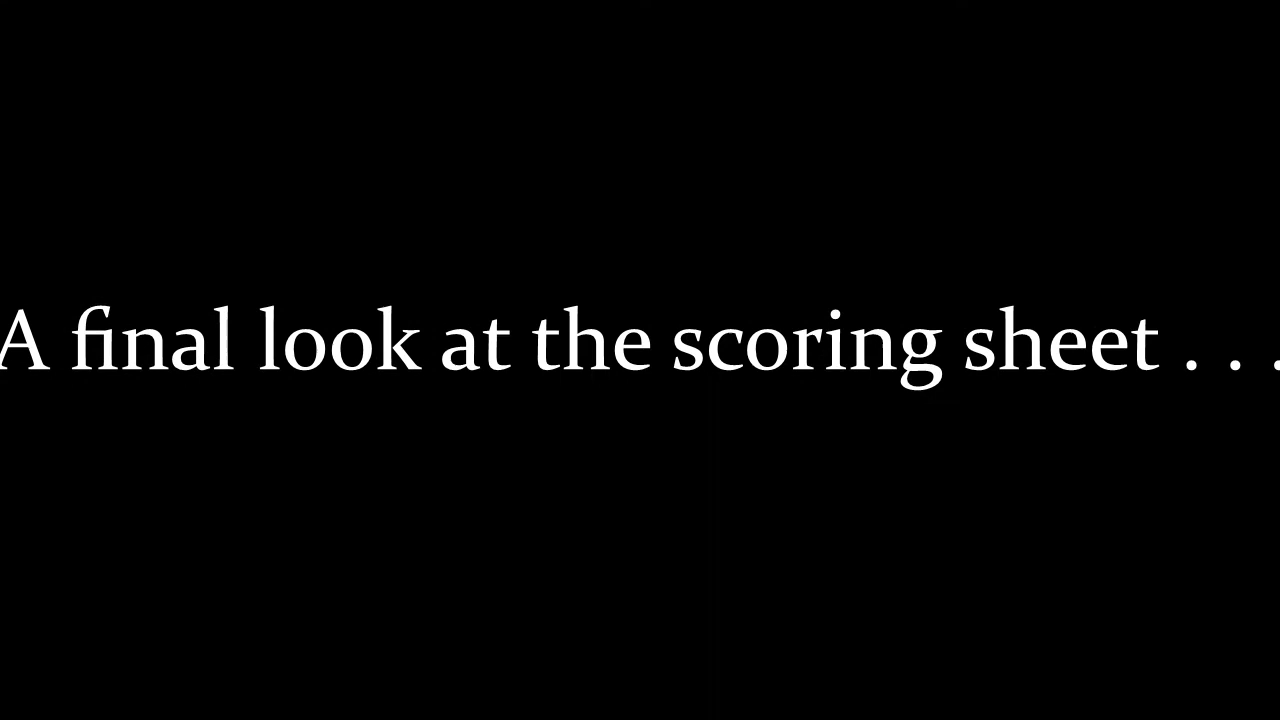 A final look at the scoring sheet . . .